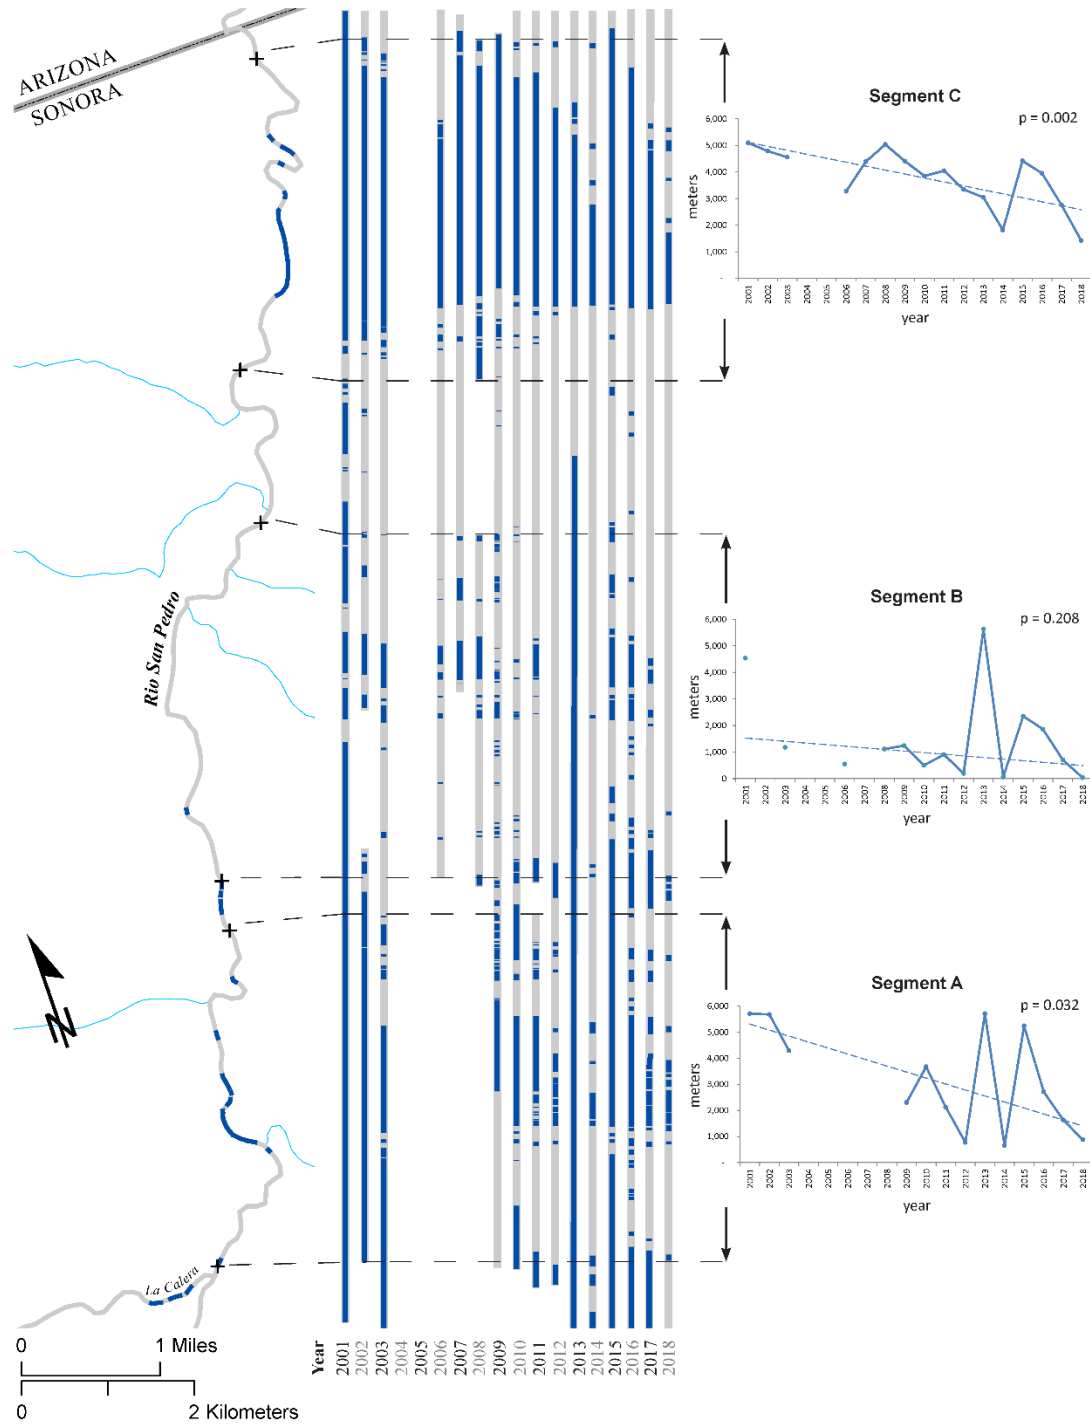 ARIZONA
SONORA
Rio San Pedro
N
La Calera
0 1 Miles
0 2 Kilometers
Year 2001 2002 2003 2004 2005 2006 2007 2008 2009 2010 2011 2012 2013 2014 2015 2016 2017 2018
Segment C
p = 0.002
6,000
5,000
4,000
3,000
2,000
1,000
-
meters
2001 2002 2003 2004 2005 2006 2007 2008 2009 2010 2011 2012 2013 2014 2015 2016 2017 2018
year
Segment B
p = 0.208
6,000
5,000
4,000
3,000
2,000
1,000
0
meters
2001 2002 2003 2004 2005 2006 2007 2008 2009 2010 2011 2012 2013 2014 2015 2016 2017 2018
year
Segment A
p = 0.032
6,000
5,000
4,000
3,000
2,000
1,000
-
meters
2001 2002 2003 2004 2005 2006 2007 2008 2009 2010 2011 2012 2013 2014 2015 2016 2017 2018
year